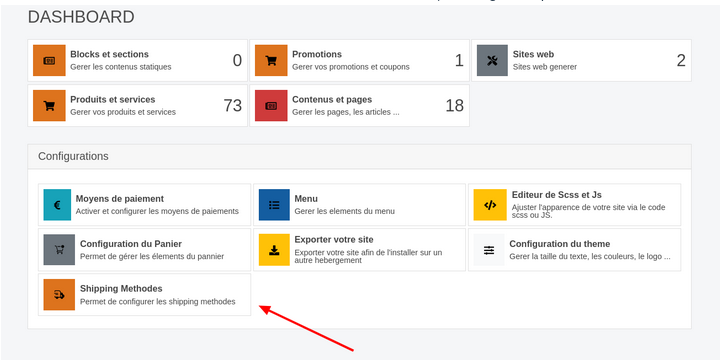 DASHBOARD
Blocks et sections
Gerer les contenus statiques
0
Promotions
Gerer vos promotions et coupons
1
Sites web
Sites web generer
2
Produits et services
Gerer vos produits et services
73
Contenus et pages
Gerer les pages, les articles ...
18
Configurations
Moyens de paiement
Activer et configurer les moyens de paiements
Menu
Gerer les elements du menu
Editeur de Scss et Js
Ajuster l'apparence de votre site via le code
scss ou JS.
Configuration du Panier
Permet de gérer les élements du pannier
Exporter votre site
Exporter votre site afin de l'installer sur un
autre hebergement
Configuration du theme
Gerer la taille du texte, les couleurs, le logo ...
Shipping Methodes
Permet de configurer les shipping methodes